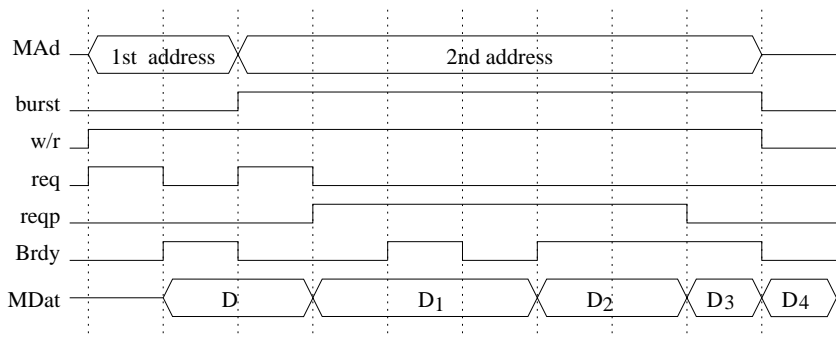 MAd 1st address 2nd address
burst
w/r
req
reqp
Brdy
MDat D D1 D2 D3 D4